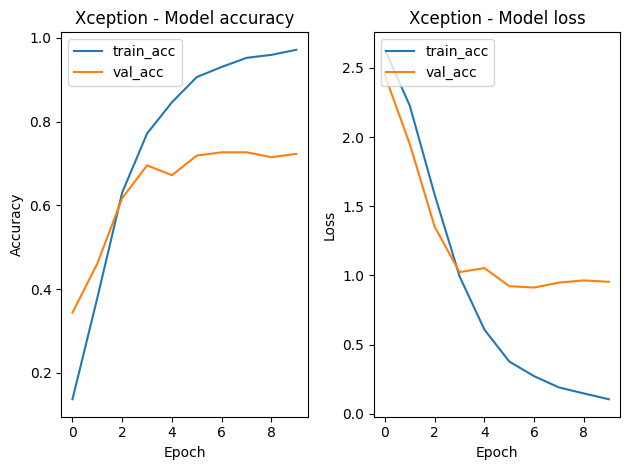 Xception - Model accuracy
train_acc
val_acc
Accuracy
1.0
0.8
0.6
0.4
0.2
0 2 4 6 8
Epoch
Xception - Model loss
train_acc
val_acc
Loss
2.5
2.0
1.5
1.0
0.5
0.0
0 2 4 6 8
Epoch